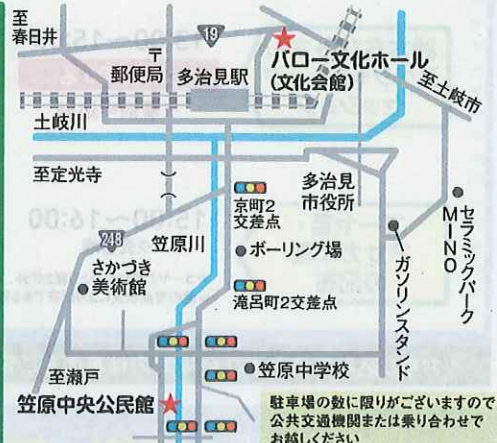 至
春日井
19
〒
郵便局
多治見駅
バロー文化ホール
(文化会館)
至土岐市
土岐川
至定光寺
多治見
市役所
京町2
交差点
セラミックパーク
MINO
248
笠原川
ボーリング場
ガソリンスタンド
さかづき
美術館
滝呂町2交差点
至瀬戸
笠原中学校
笠原中央公民館
駐車場の数に限りがございますので
公共交通機関または乗り合わせで
お越しください